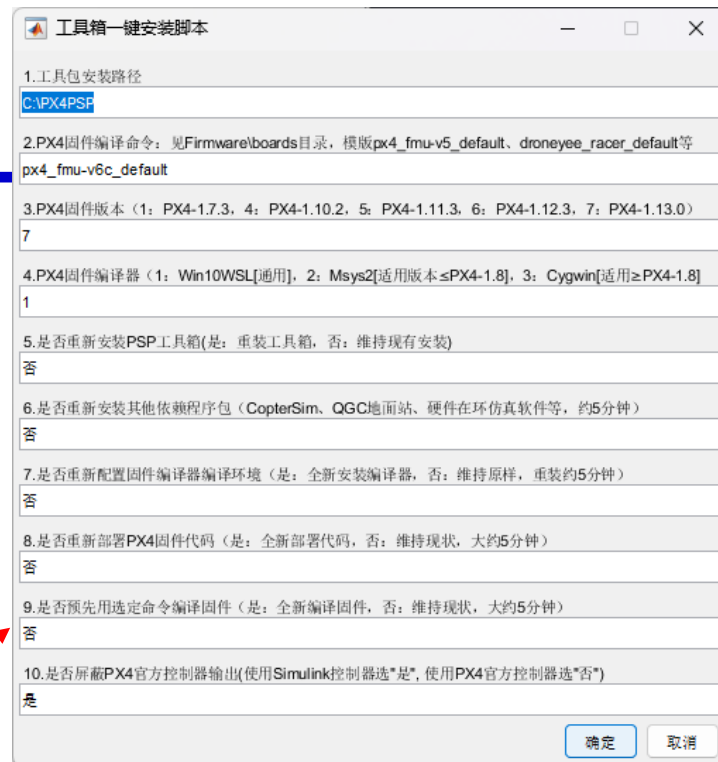 工具箱一键安装脚本
1.工具包安装路径
C:\PX4PSP
2.PX4固件编译命令：见Firmware\boards目录，模版px4_fmu-v5_default、droneyee_racer_default等
px4_fmu-v6c_default
3.PX4固件版本（1：PX4-1.7.3，4：PX4-1.10.2，5：PX4-1.11.3，6：PX4-1.12.3，7：PX4-1.13.0）
7
4.PX4固件编译器（1：Win10WSL[通用]，2：Msys2[适用版本≤PX4-1.8]，3：Cygwin[适用≥PX4-1.8]
1
5.是否重新安装PSP工具箱(是：重装工具箱，否：维持现有安装)
否
6.是否重新安装其他依赖程序包（CopterSim、QGC地面站、硬件在环仿真软件等，约5分钟）
否
7.是否重新配置固件编译器编译环境（是：全新安装编译器，否：维持原样，重装约5分钟）
否
8.是否重新部署PX4固件代码（是：全新部署代码，否：维持现状，大约5分钟）
否
9.是否预先用选定命令编译固件（是：全新编译固件，否：维持现状，大约5分钟）
否
10.是否屏蔽PX4官方控制器输出(使用Simulink控制器选"是", 使用PX4官方控制器选"否")
是
确定 取消